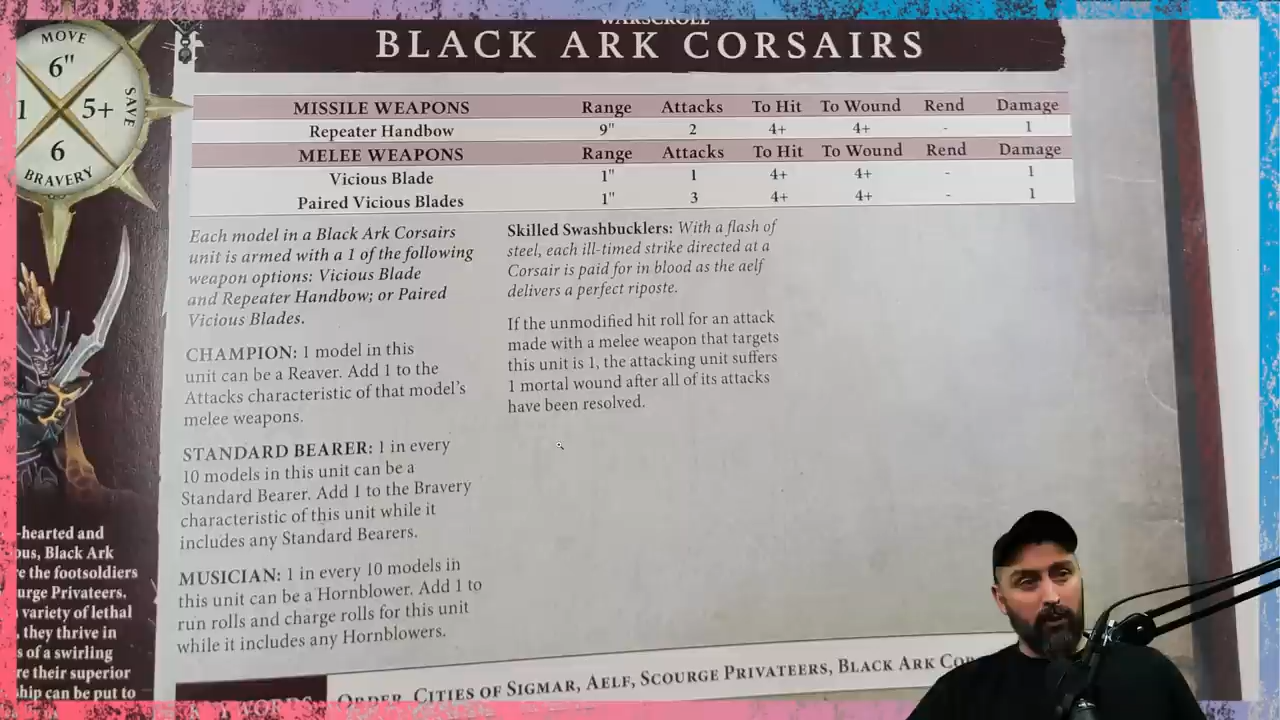 WARSCROLL
BLACK ARK CORSAIRS
MOVE
6"
1
5+
SAVE
6
BRAVERY
MISSILE WEAPONS Range Attacks To Hit To Wound Rend Damage
Repeater Handbow 9" 2 4+ 4+ - 1
MELEE WEAPONS Range Attacks To Hit To Wound Rend Damage
Vicious Blade 1" 1 4+ 4+ - 1
Paired Vicious Blades 1" 3 4+ 4+ - 1
Each model in a Black Ark Corsairs
unit is armed with a 1 of the following
weapon options: Vicious Blade
and Repeater Handbow; or Paired
Vicious Blades.
CHAMPION: 1 model in this
unit can be a Reaver. Add 1 to the
Attacks characteristic of that model's
melee weapons.
STANDARD BEARER: 1 in every
10 models in this unit can be a
Standard Bearer. Add 1 to the Bravery
characteristic of this unit while it
includes any Standard Bearers.
MUSICIAN: 1 in every 10 models in
this unit can be a Hornblower. Add 1 to
run rolls and charge rolls for this unit
while it includes any Hornblowers.
Skilled Swashbucklers: With a flash of
steel, each ill-timed strike directed at a
Corsair is paid for in blood as the aelf
delivers a perfect riposte.
If the unmodified hit roll for an attack
made with a melee weapon that targets
this unit is 1, the attacking unit suffers
1 mortal wound after all of its attacks
have been resolved.
-hearted and
ous, Black Ark
re the footsoldiers
urge Privateers.
variety of lethal
, they thrive in
s of a swirling
re their superior
ship can be put to
ORDER, CITIES OF SIGMAR, AELF, SCOURGE PRIVATEERS, BLACK ARK